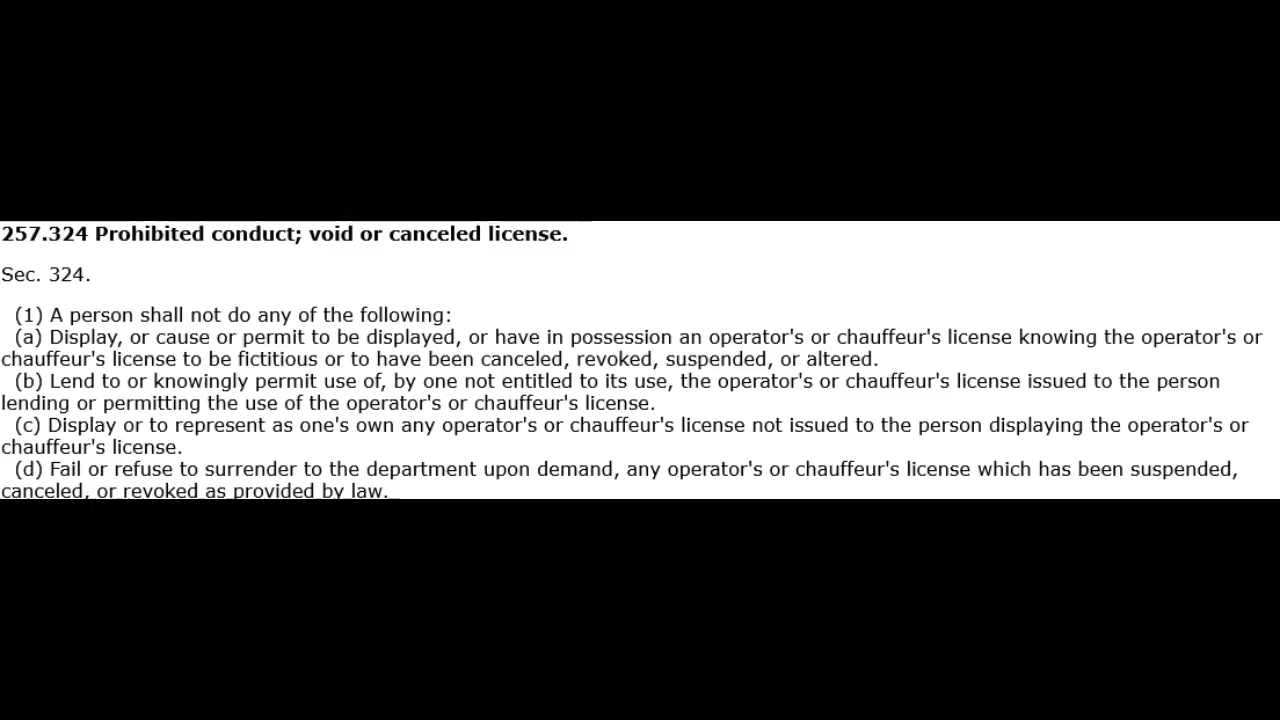 257.324 Prohibited conduct; void or canceled license.
Sec. 324.
(1) A person shall not do any of the following:
(a) Display, or cause or permit to be displayed, or have in possession an operator's or chauffeur's license knowing the operator's or
chauffeur's license to be fictitious or to have been canceled, revoked, suspended, or altered.
(b) Lend to or knowingly permit use of, by one not entitled to its use, the operator's or chauffeur's license issued to the person
lending or permitting the use of the operator's or chauffeur's license.
(c) Display or to represent as one's own any operator's or chauffeur's license not issued to the person displaying the operator's or
chauffeur's license.
(d) Fail or refuse to surrender to the department upon demand, any operator's or chauffeur's license which has been suspended,
canceled, or revoked as provided by law.